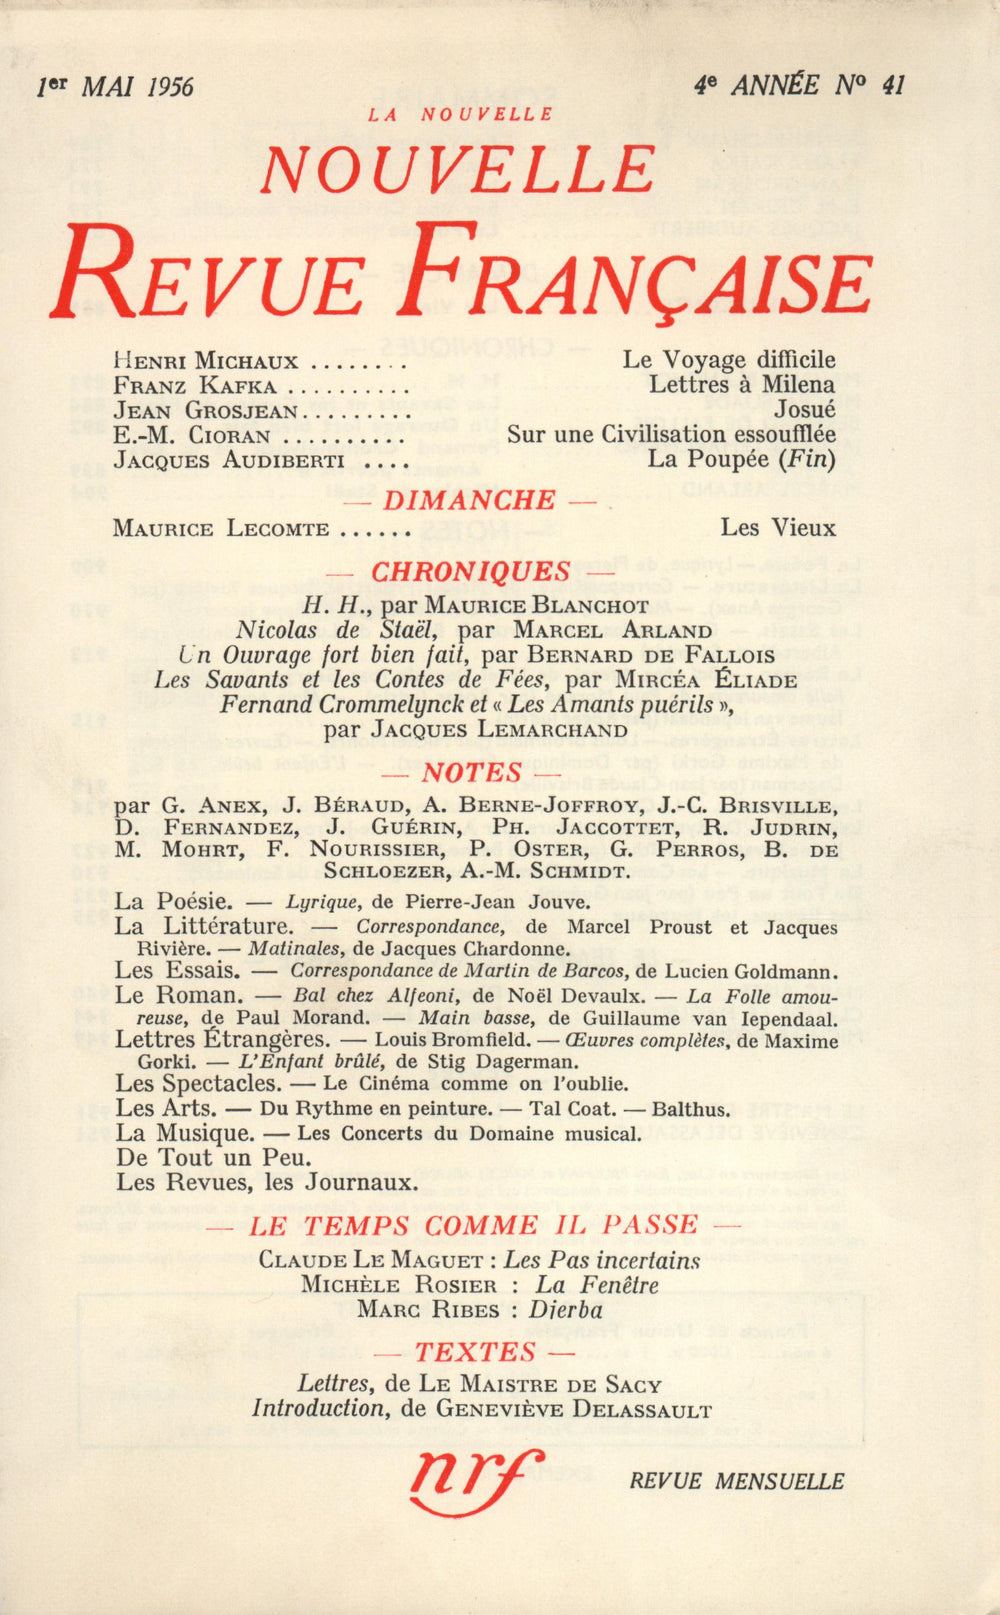 1er MAI 1956
4e ANNÉE No 41
LA NOUVELLE
NOUVELLE
REVUE FRANÇAISE
HENRI MICHAUX ........ Le Voyage difficile
FRANZ KAFKA .......... Lettres à Milena
JEAN GROSJEAN......... Josué
E.-M. CIORAN .......... Sur une Civilisation essoufflée
JACQUES AUDIBERTI .... La Poupée (Fin)
— DIMANCHE —
MAURICE LECOMTE ...... Les Vieux
— CHRONIQUES —
H. H., par MAURICE BLANCHOT
Nicolas de Staël, par MARCEL ARLAND
Un Ouvrage fort bien fait, par BERNARD DE FALLOIS
Les Savants et les Contes de Fées, par MIRCÉA ÉLIADE
Fernand Crommelynck et « Les Amants puérils »,
par JACQUES LEMARCHAND
— NOTES —
par G. ANEX, J. BÉRAUD, A. BERNE-JOFFROY, J.-C. BRISVILLE,
D. FERNANDEZ, J. GUÉRIN, PH. JACCOTTET, R. JUDRIN,
M. MOHRT, F. NOURISSIER, P. OSTER, G. PERROS, B. DE
SCHLOEZER, A.-M. SCHMIDT.
La Poésie. — Lyrique, de Pierre-Jean Jouve.
La Littérature. — Correspondance, de Marcel Proust et Jacques
Rivière. — Matinales, de Jacques Chardonne.
Les Essais. — Correspondance de Martin de Barcos, de Lucien Goldmann.
Le Roman. — Bal chez Alfeoni, de Noël Devaulx. — La Folle amou-
reuse, de Paul Morand. — Main basse, de Guillaume van Iependaal.
Lettres Étrangères. — Louis Bromfield. — Œuvres complètes, de Maxime
Gorki. — L'Enfant brûlé, de Stig Dagerman.
Les Spectacles. — Le Cinéma comme on l'oublie.
Les Arts. — Du Rythme en peinture. — Tal Coat. — Balthus.
La Musique. — Les Concerts du Domaine musical.
De Tout un Peu.
Les Revues, les Journaux.
— LE TEMPS COMME IL PASSE —
CLAUDE LE MAGUET : Les Pas incertains
MICHÈLE ROSIER : La Fenêtre
MARC RIBES : Djerba
— TEXTES —
Lettres, de LE MAISTRE DE SACY
Introduction, de GENEVIÈVE DELASSAULT
nrf
REVUE MENSUELLE